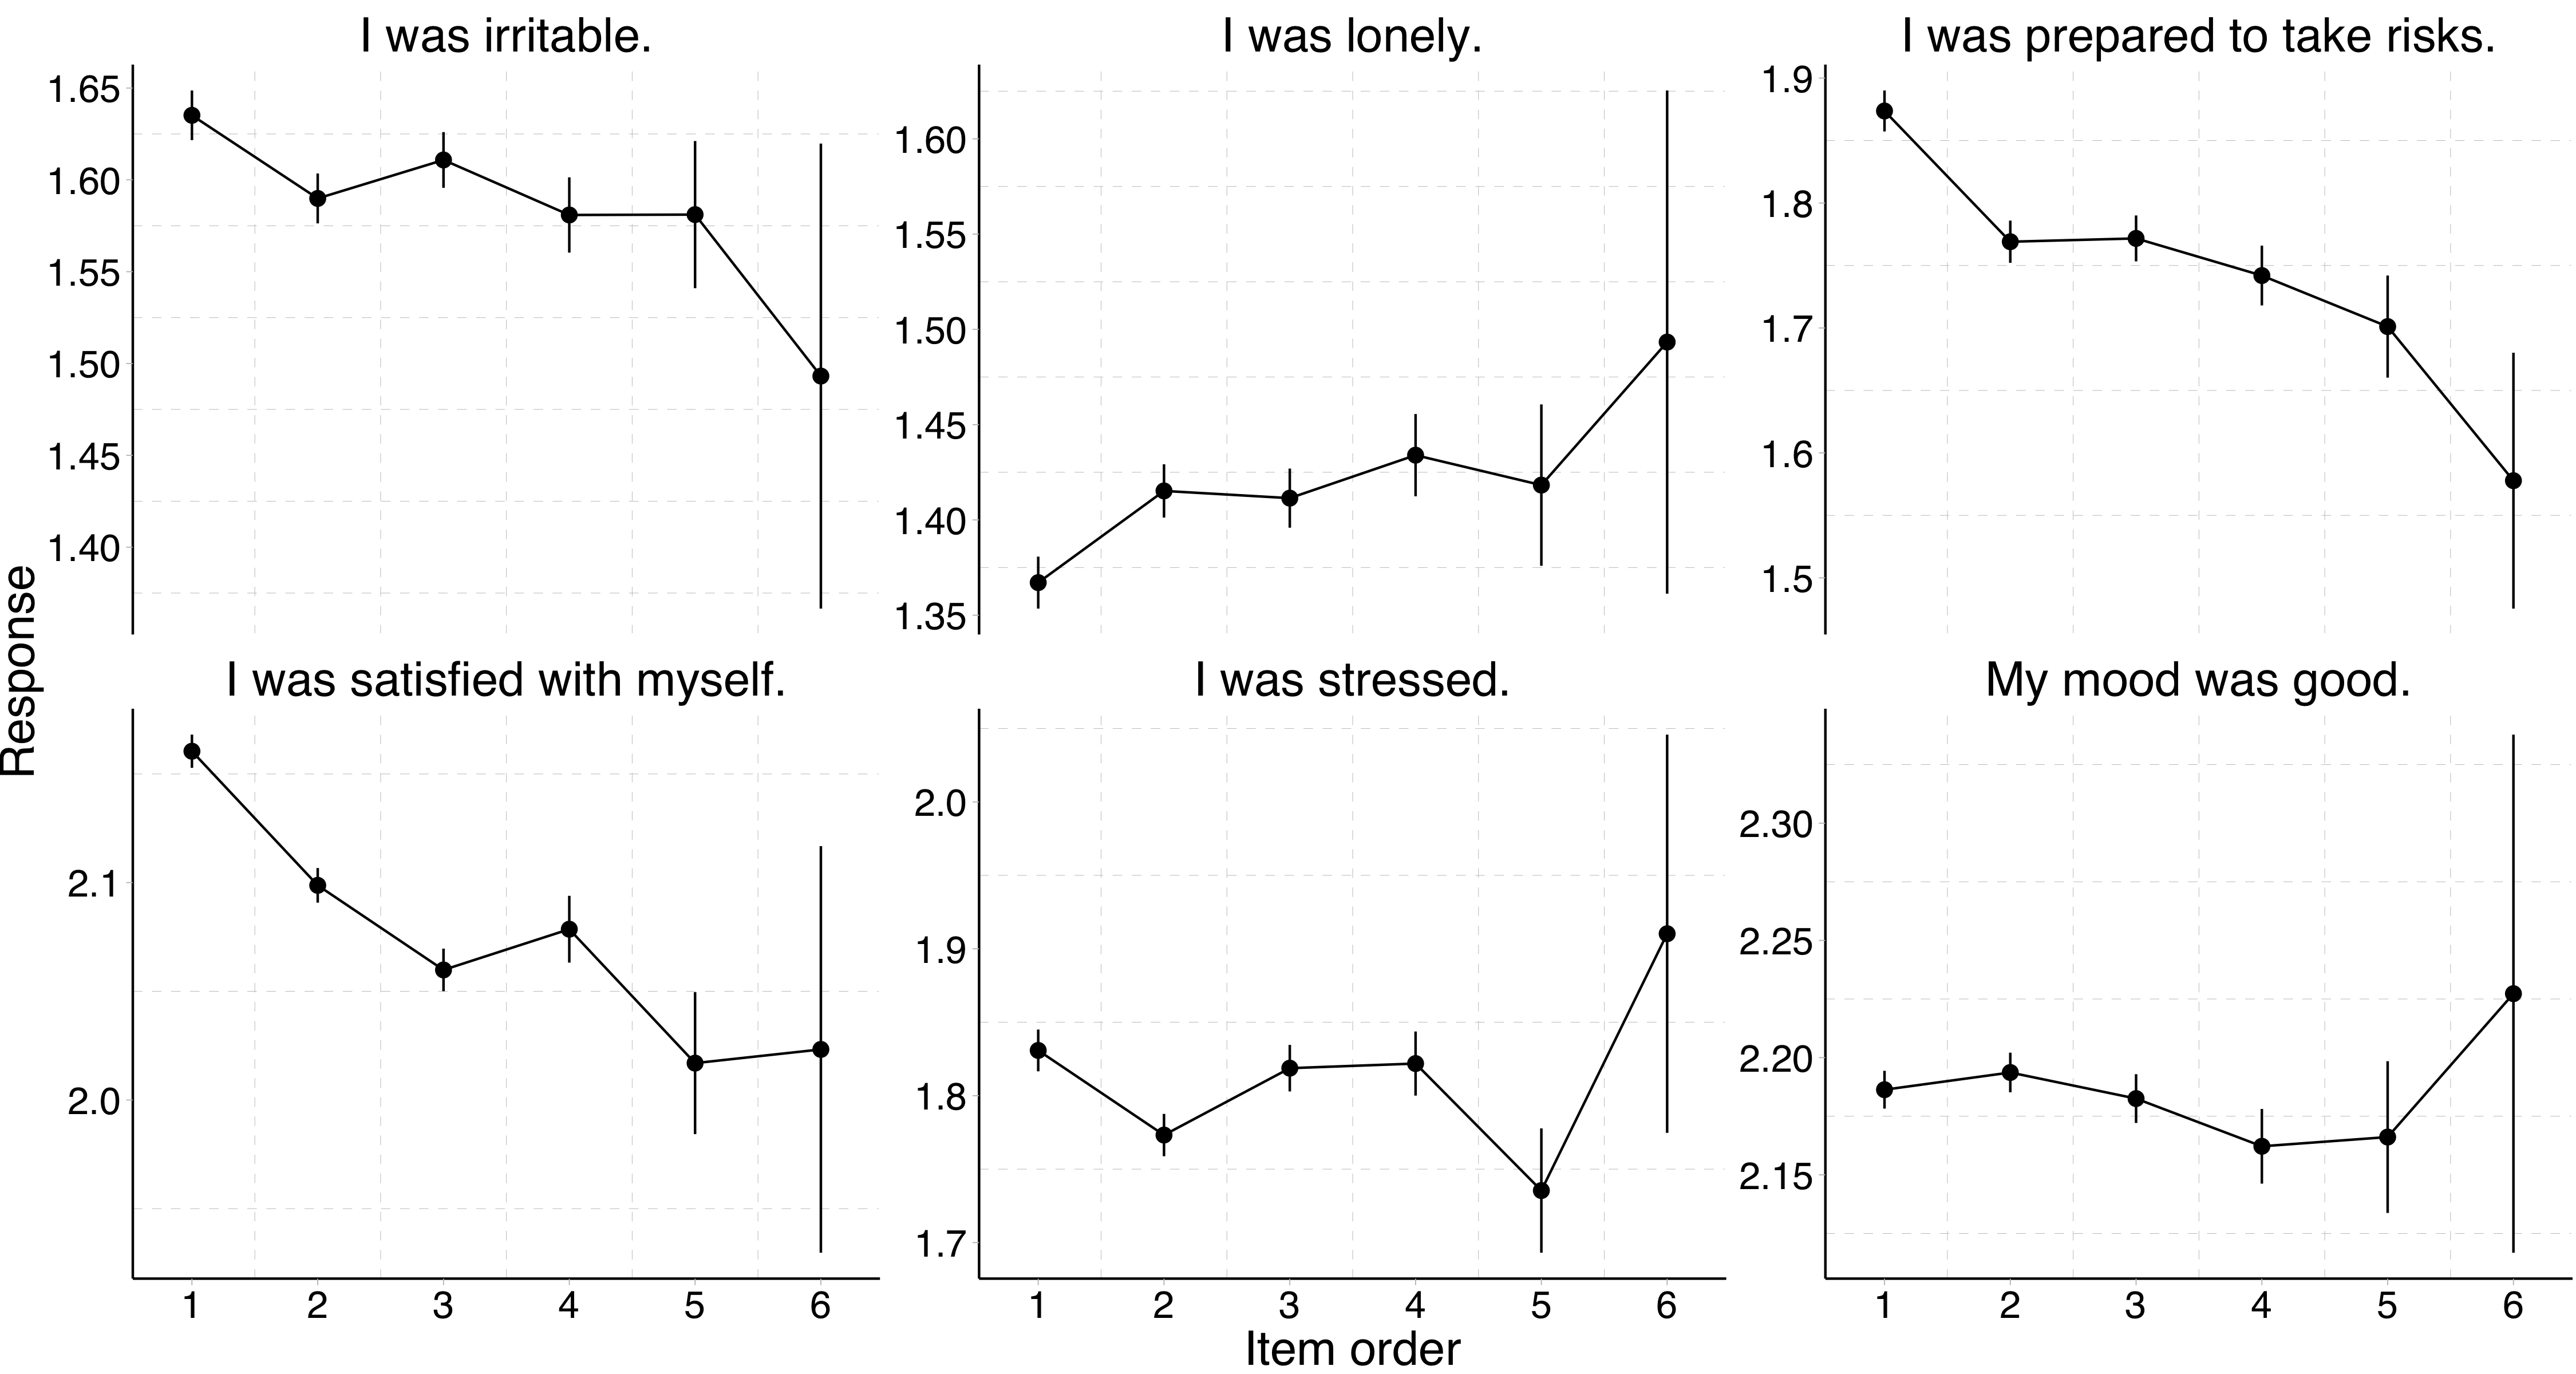 I was irritable.
I was lonely.
I was prepared to take risks.
1.65
1.60
1.55
1.50
1.45
1.40
1.60
1.55
1.50
1.45
1.40
1.35
1.9
1.8
1.7
1.6
1.5
Response
I was satisfied with myself.
I was stressed.
My mood was good.
2.1
2.0
2.0
1.9
1.8
1.7
2.30
2.25
2.20
2.15
1 2 3 4 5 6
1 2 3 4 5 6
1 2 3 4 5 6
Item order